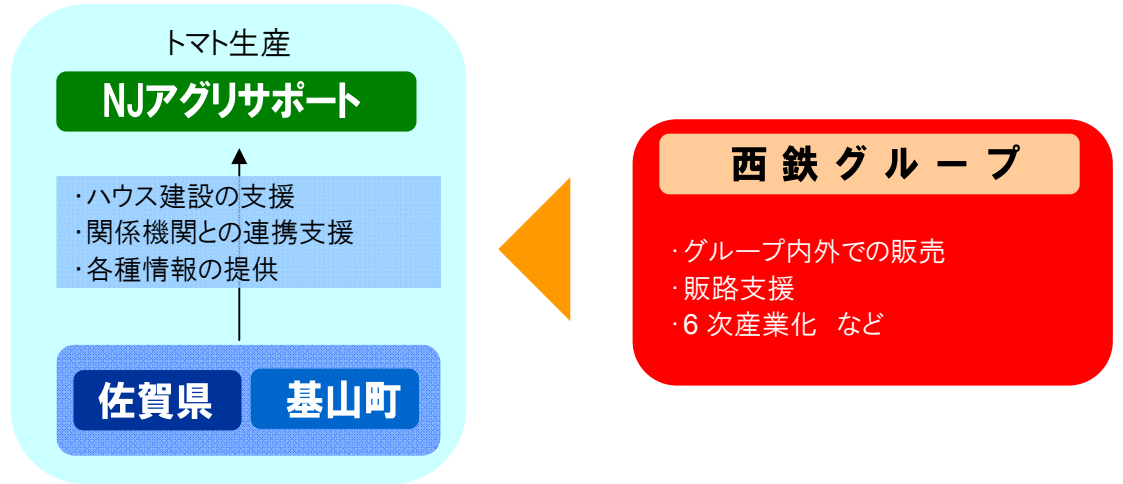 トマト生産
NJアグリサポート
・ハウス建設の支援
・関係機関との連携支援
・各種情報の提供
佐賀県
基山町
西鉄グループ
・グループ内外での販売
・販路支援
・6次産業化　など